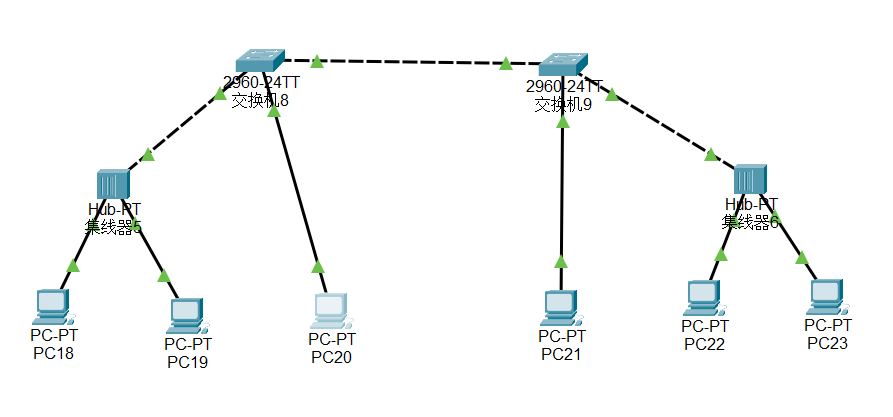 2960-24TT
交换机8
2960-24TT
交换机9
Hub-PT
集线器5
Hub-PT
集线器6
PC-PT
PC18
PC-PT
PC19
PC-PT
PC20
PC-PT
PC21
PC-PT
PC22
PC-PT
PC23